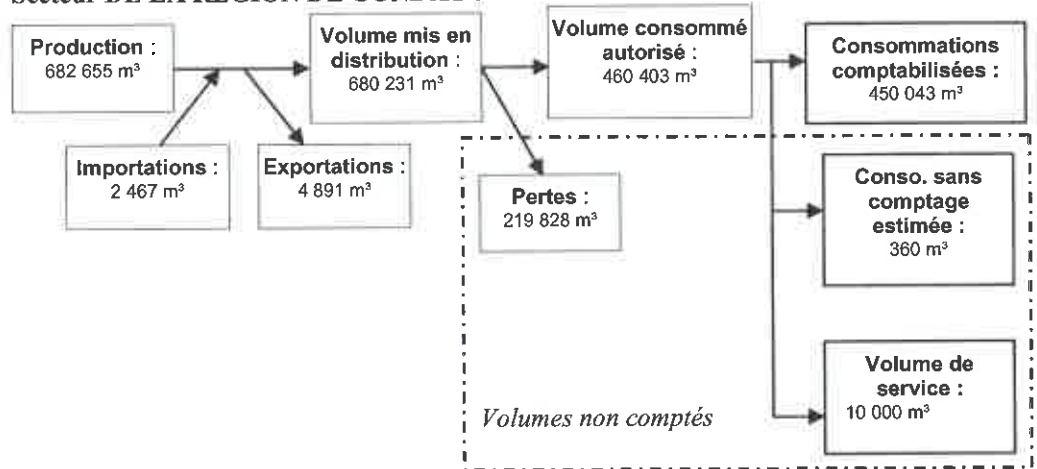 Production :
682 655 m³
Volume mis en
distribution :
680 231 m³
Volume consommé
autorisé :
460 403 m³
Consommations
comptabilisées :
450 043 m³
Importations :
2 467 m³
Exportations :
4 891 m³
Pertes :
219 828 m³
Conso. sans
comptage
estimée :
360 m³
Volume de
service :
10 000 m³
Volumes non comptés